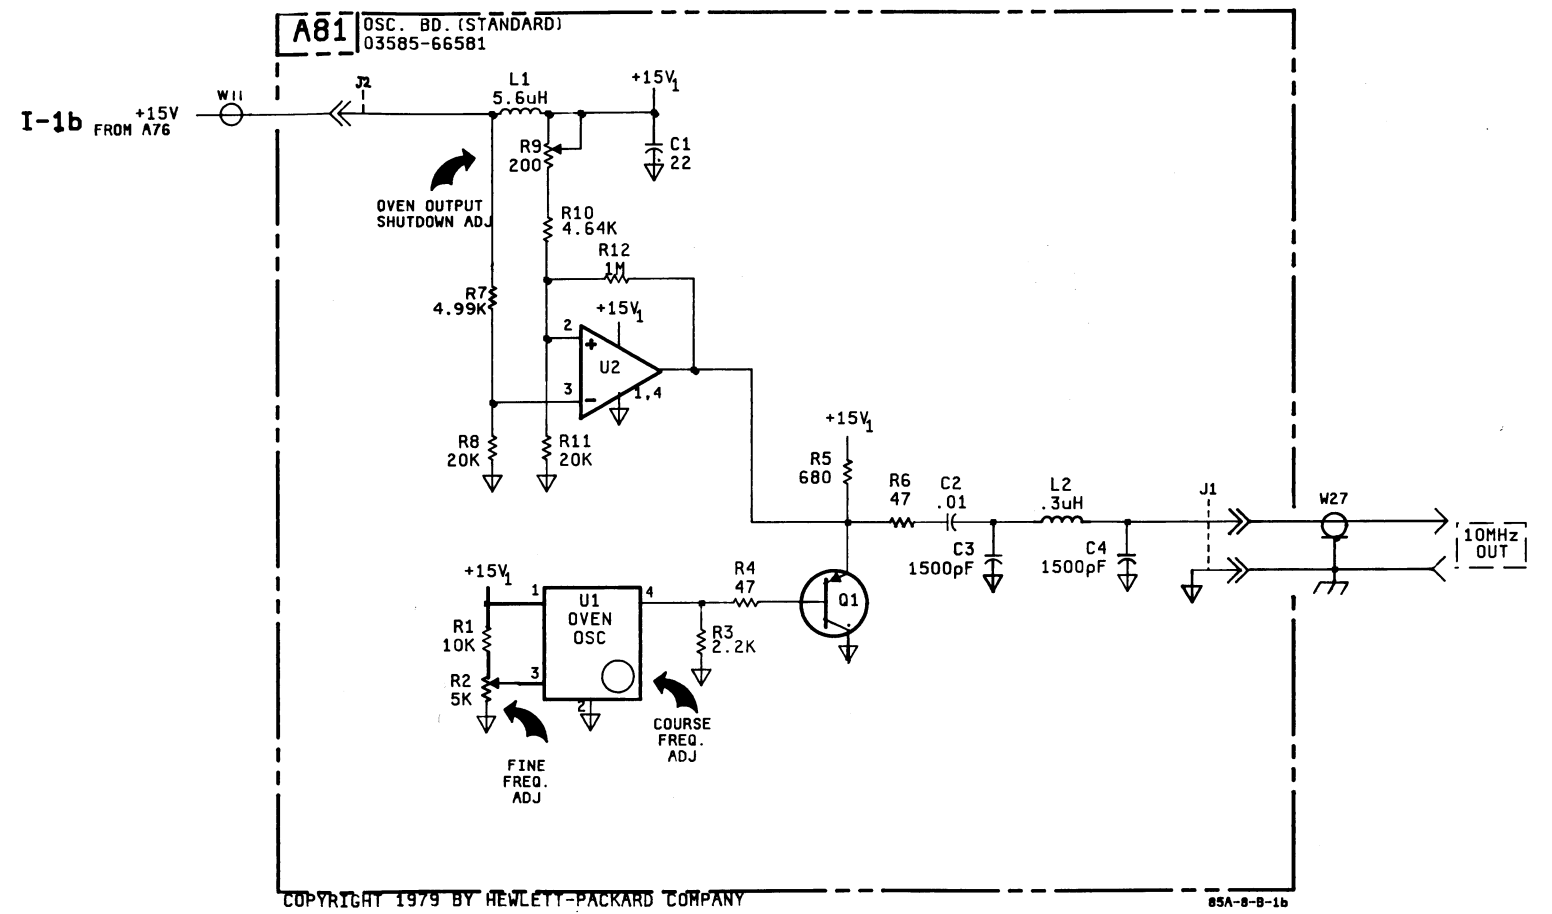 A81
OSC. BD. (STANDARD)
03585-66581
I-1b
+15V
FROM A76
W11
J2
L1
5.6uH
+15V1
C1
22
R9
200
OVEN OUTPUT
SHUTDOWN ADJ
R10
4.64K
R12
1M
R7
4.99K
+15V1
2
+
U2
3
-
1,4
R8
20K
R11
20K
+15V1
R5
680
R6
47
C2
.01
L2
.3uH
J1
W27
C3
1500pF
C4
1500pF
10MHz
OUT
+15V1
1
U1
OVEN
OSC
4
R4
47
Q1
R1
10K
R3
2.2K
R2
5K
3
2
COURSE
FREQ.
ADJ
FINE
FREQ.
ADJ
COPYRIGHT 1979 BY HEWLETT-PACKARD COMPANY
85A-8-B-1b